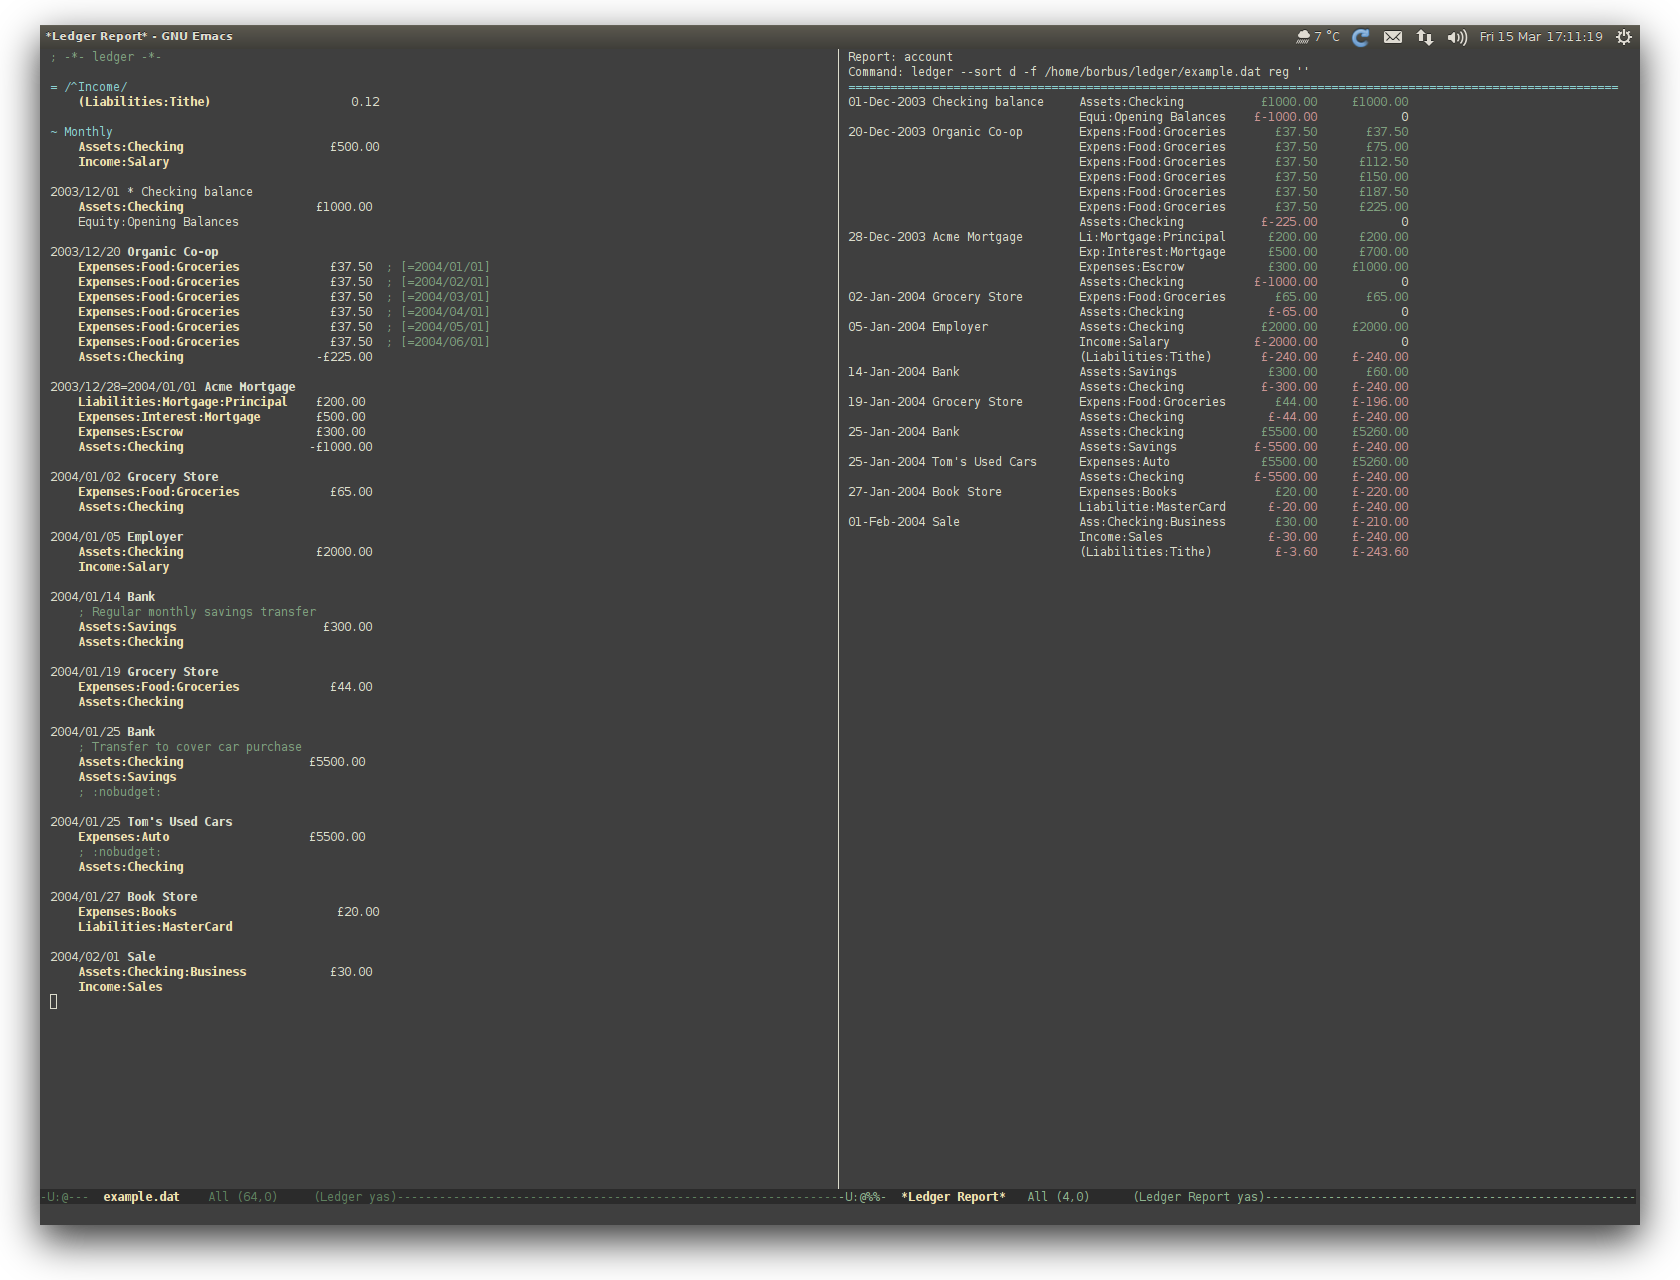 *Ledger Report* - GNU Emacs
7 °C
Fri 15 Mar 17:11:19
; -*- ledger -*-
= /^Income/
(Liabilities:Tithe) 0.12
~ Monthly
Assets:Checking £500.00
Income:Salary
2003/12/01 * Checking balance
Assets:Checking £1000.00
Equity:Opening Balances
2003/12/20 Organic Co-op
Expenses:Food:Groceries £37.50 ; [=2004/01/01]
Expenses:Food:Groceries £37.50 ; [=2004/02/01]
Expenses:Food:Groceries £37.50 ; [=2004/03/01]
Expenses:Food:Groceries £37.50 ; [=2004/04/01]
Expenses:Food:Groceries £37.50 ; [=2004/05/01]
Expenses:Food:Groceries £37.50 ; [=2004/06/01]
Assets:Checking -£225.00
2003/12/28=2004/01/01 Acme Mortgage
Liabilities:Mortgage:Principal £200.00
Expenses:Interest:Mortgage £500.00
Expenses:Escrow £300.00
Assets:Checking -£1000.00
2004/01/02 Grocery Store
Expenses:Food:Groceries £65.00
Assets:Checking
2004/01/05 Employer
Assets:Checking £2000.00
Income:Salary
2004/01/14 Bank
; Regular monthly savings transfer
Assets:Savings £300.00
Assets:Checking
2004/01/19 Grocery Store
Expenses:Food:Groceries £44.00
Assets:Checking
2004/01/25 Bank
; Transfer to cover car purchase
Assets:Checking £5500.00
Assets:Savings
; :nobudget:
2004/01/25 Tom's Used Cars
Expenses:Auto £5500.00
; :nobudget:
Assets:Checking
2004/01/27 Book Store
Expenses:Books £20.00
Liabilities:MasterCard
2004/02/01 Sale
Assets:Checking:Business £30.00
Income:Sales
-U:@--- example.dat All (64,0) (Ledger yas)----------------------------------------------------------------
Report: account
Command: ledger --sort d -f /home/borbus/ledger/example.dat reg ''
==============================================================================================================
01-Dec-2003 Checking balance Assets:Checking £1000.00 £1000.00
Equi:Opening Balances £-1000.00 0
20-Dec-2003 Organic Co-op Expens:Food:Groceries £37.50 £37.50
Expens:Food:Groceries £37.50 £75.00
Expens:Food:Groceries £37.50 £112.50
Expens:Food:Groceries £37.50 £150.00
Expens:Food:Groceries £37.50 £187.50
Expens:Food:Groceries £37.50 £225.00
Assets:Checking £-225.00 0
28-Dec-2003 Acme Mortgage Li:Mortgage:Principal £200.00 £200.00
Exp:Interest:Mortgage £500.00 £700.00
Expenses:Escrow £300.00 £1000.00
Assets:Checking £-1000.00 0
02-Jan-2004 Grocery Store Expens:Food:Groceries £65.00 £65.00
Assets:Checking £-65.00 0
05-Jan-2004 Employer Assets:Checking £2000.00 £2000.00
Income:Salary £-2000.00 0
(Liabilities:Tithe) £-240.00 £-240.00
14-Jan-2004 Bank Assets:Savings £300.00 £60.00
Assets:Checking £-300.00 £-240.00
19-Jan-2004 Grocery Store Expens:Food:Groceries £44.00 £-196.00
Assets:Checking £-44.00 £-240.00
25-Jan-2004 Bank Assets:Checking £5500.00 £5260.00
Assets:Savings £-5500.00 £-240.00
25-Jan-2004 Tom's Used Cars Expenses:Auto £5500.00 £5260.00
Assets:Checking £-5500.00 £-240.00
27-Jan-2004 Book Store Expenses:Books £20.00 £-220.00
Liabilitie:MasterCard £-20.00 £-240.00
01-Feb-2004 Sale Ass:Checking:Business £30.00 £-210.00
Income:Sales £-30.00 £-240.00
(Liabilities:Tithe) £-3.60 £-243.60
-U:@%%- *Ledger Report* All (4,0) (Ledger Report yas)-----------------------------------------------------